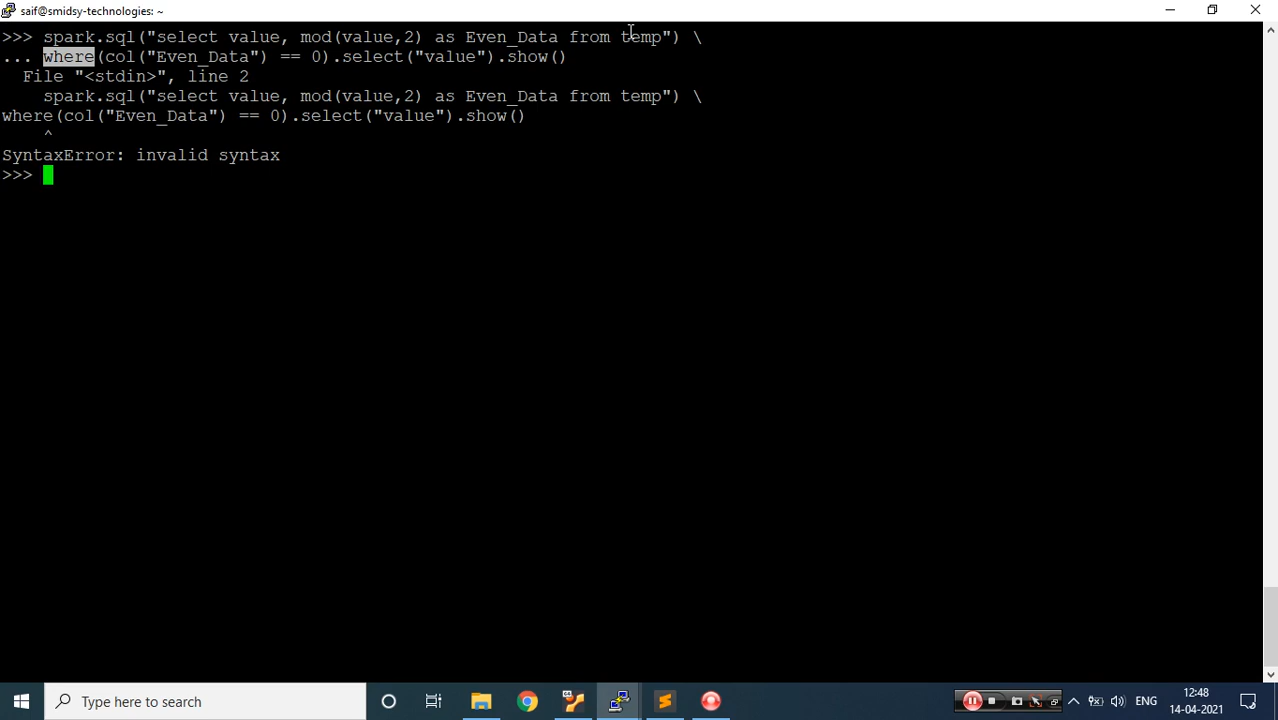 saif@smidsy-technologies: ~
>>> spark.sql("select value, mod(value,2) as Even_Data from temp") \
... where(col("Even_Data") == 0).select("value").show()
File "<stdin>", line 2
spark.sql("select value, mod(value,2) as Even_Data from temp") \
where(col("Even_Data") == 0).select("value").show()
^
SyntaxError: invalid syntax
>>>
Type here to search
ENG
12:48
14-04-2021